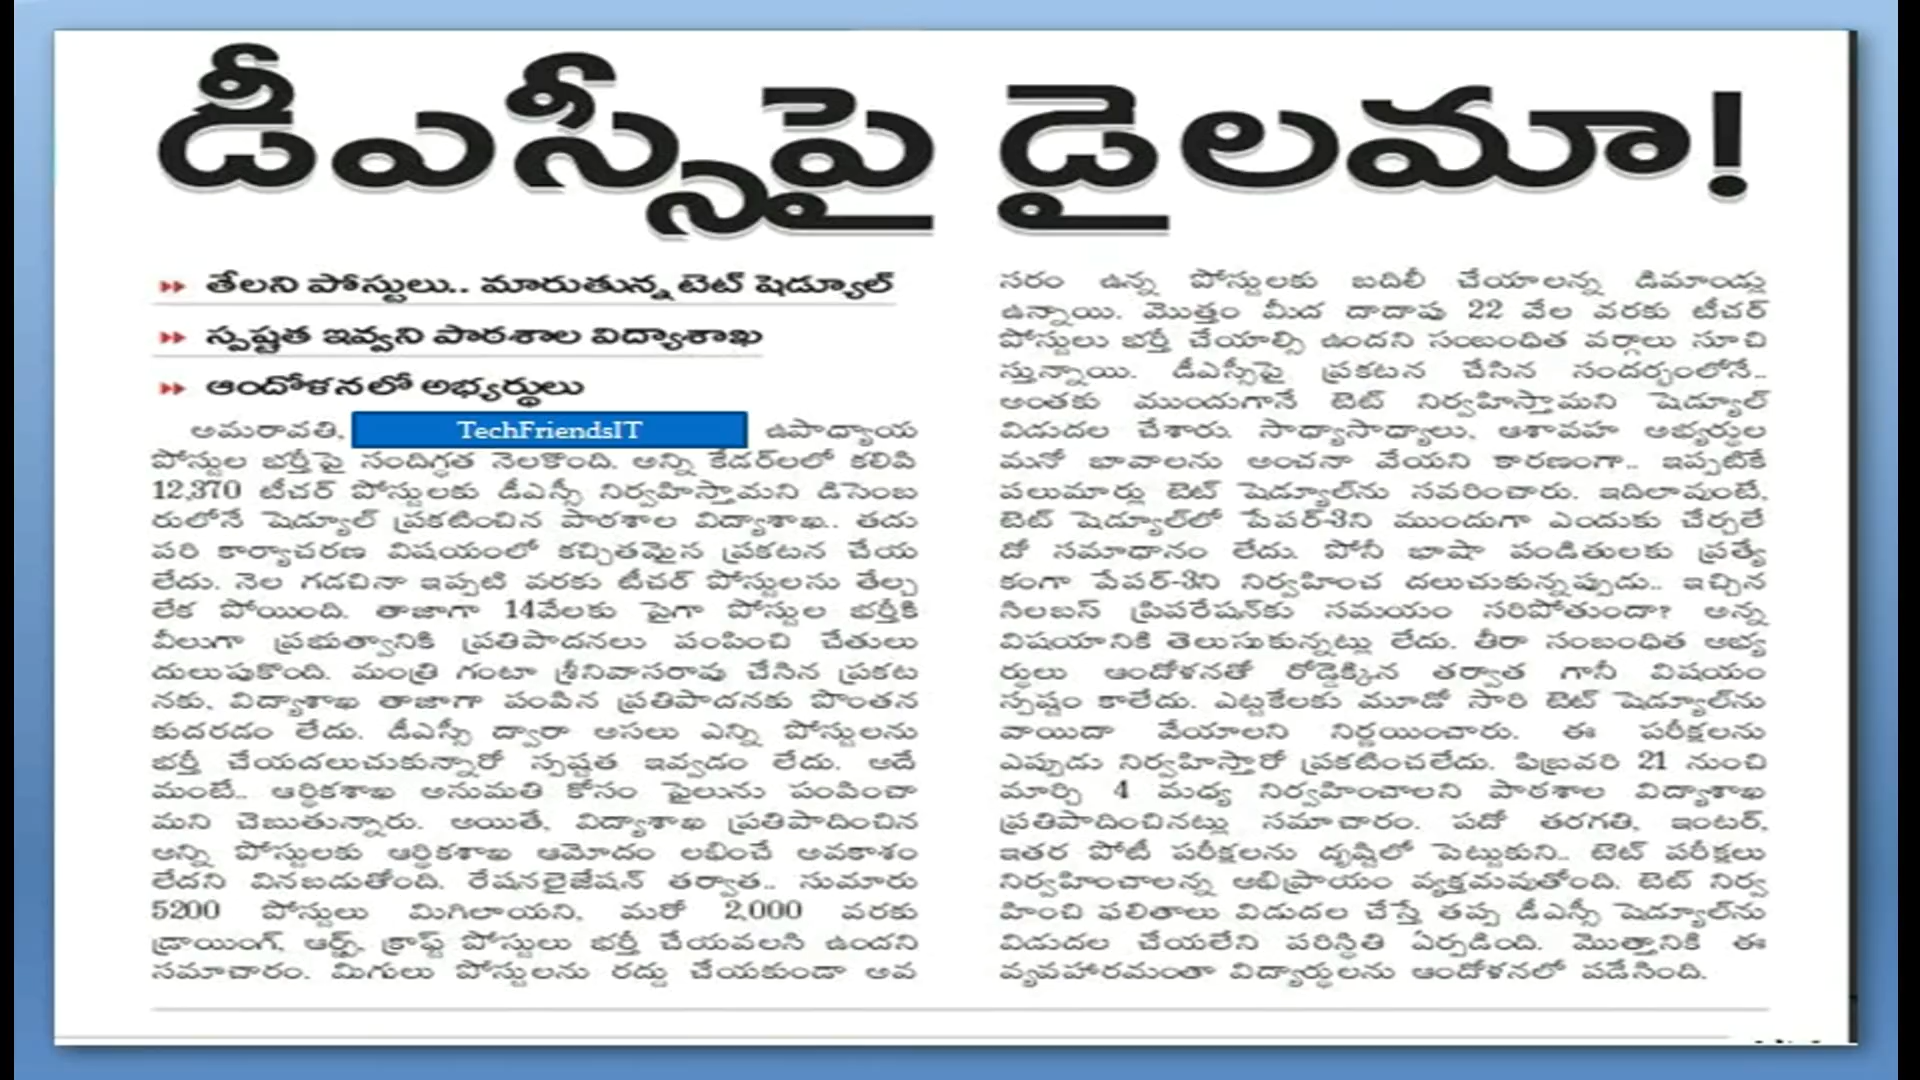 డీఎస్సీపై డైలమా!
తేలని పోస్టులు.. మారుతున్న టెట్ షెడ్యూల్
స్పష్టత ఇవ్వని పాఠశాల విద్యాశాఖ
ఆందోళనలో అభ్యర్థులు
అమరావతి, TechFriendsIT ఉపాధ్యాయ
పోస్టుల భర్తీపై సందిగ్ధత నెలకొంది. అన్ని కేడర్‌లలో కలిపి
12,370 టీచర్ పోస్టులకు డీఎస్సీ నిర్వహిస్తామని డిసెంబ
రులోనే షెడ్యూల్ ప్రకటించిన పాఠశాల విద్యాశాఖ.. తదు
పరి కార్యాచరణ విషయంలో కచ్చితమైన ప్రకటన చేయ
లేదు. నెల గడచినా ఇప్పటి వరకు టీచర్ పోస్టులను తేల్చ
లేక పోయింది. తాజాగా 14వేలకు పైగా పోస్టుల భర్తీకి
వీలుగా ప్రభుత్వానికి ప్రతిపాదనలు పంపించి చేతులు
దులుపుకొంది. మంత్రి గంటా శ్రీనివాసరావు చేసిన ప్రకట
నకు, విద్యాశాఖ తాజాగా పంపిన ప్రతిపాదనకు పొంతన
కుదరడం లేదు. డీఎస్సీ ద్వారా అసలు ఎన్ని పోస్టులను
భర్తీ చేయదలుచుకున్నారో స్పష్టత ఇవ్వడం లేదు. అదే
మంటే.. ఆర్థికశాఖ అనుమతి కోసం ఫైలును పంపించా
మని చెబుతున్నారు. అయితే, విద్యాశాఖ ప్రతిపాదించిన
అన్ని పోస్టులకు ఆర్థికశాఖ ఆమోదం లభించే అవకాశం
లేదని వినబడుతోంది. రేషనలైజేషన్ తర్వాత.. సుమారు
5200 పోస్టులు మిగిలాయని, మరో 2,000 వరకు
డ్రాయింగ్, ఆర్ట్స్, క్రాఫ్ట్ పోస్టులు భర్తీ చేయవలసి ఉందని
సమాచారం. మిగులు పోస్టులను రద్దు చేయకుండా అవ
సరం ఉన్న పోస్టులకు బదిలీ చేయాలన్న డిమాండ్లు
ఉన్నాయి. మొత్తం మీద దాదాపు 22 వేల వరకు టీచర్
పోస్టులు భర్తీ చేయాల్సి ఉందని సంబంధిత వర్గాలు సూచి
స్తున్నాయి. డీఎస్సీపై ప్రకటన చేసిన సందర్భంలోనే..
అంతకు ముందుగానే టెట్ నిర్వహిస్తామని షెడ్యూల్
విడుదల చేశారు. సాధ్యాసాధ్యాలు, ఆశావహ అభ్యర్థుల
మనో భావాలను అంచనా వేయని కారణంగా.. ఇప్పటికే
పలుమార్లు టెట్ షెడ్యూల్‌ను సవరించారు. ఇదిలావుంటే,
టెట్ షెడ్యూల్‌లో పేపర్-3ని ముందుగా ఎందుకు చేర్చలే
దో సమాధానం లేదు. పోనీ భాషా పండితులకు ప్రత్యే
కంగా పేపర్-3ని నిర్వహించ దలుచుకున్నప్పుడు.. ఇచ్చిన
సిలబస్ ప్రిపరేషన్‌కు సమయం సరిపోతుందా? అన్న
విషయానికి తెలుసుకున్నట్లు లేదు. తీరా సంబంధిత అభ్య
ర్థులు ఆందోళనతో రోడ్డెక్కిన తర్వాత గానీ విషయం
స్పష్టం కాలేదు. ఎట్టకేలకు మూడో సారి టెట్ షెడ్యూల్‌ను
వాయిదా వేయాలని నిర్ణయించారు. ఈ పరీక్షలను
ఎప్పుడు నిర్వహిస్తారో ప్రకటించలేదు. ఫిబ్రవరి 21 నుంచి
మార్చి 4 మధ్య నిర్వహించాలని పాఠశాల విద్యాశాఖ
ప్రతిపాదించినట్లు సమాచారం. పదో తరగతి, ఇంటర్,
ఇతర పోటీ పరీక్షలను దృష్టిలో పెట్టుకుని.. టెట్ పరీక్షలు
నిర్వహించాలన్న అభిప్రాయం వ్యక్తమవుతోంది. టెట్ నిర్వ
హించి ఫలితాలు విడుదల చేస్తే తప్ప డీఎస్సీ షెడ్యూల్‌ను
విడుదల చేయలేని పరిస్థితి ఏర్పడింది. మొత్తానికి ఈ
వ్యవహారమంతా విద్యార్థులను ఆందోళనలో పడేసింది.